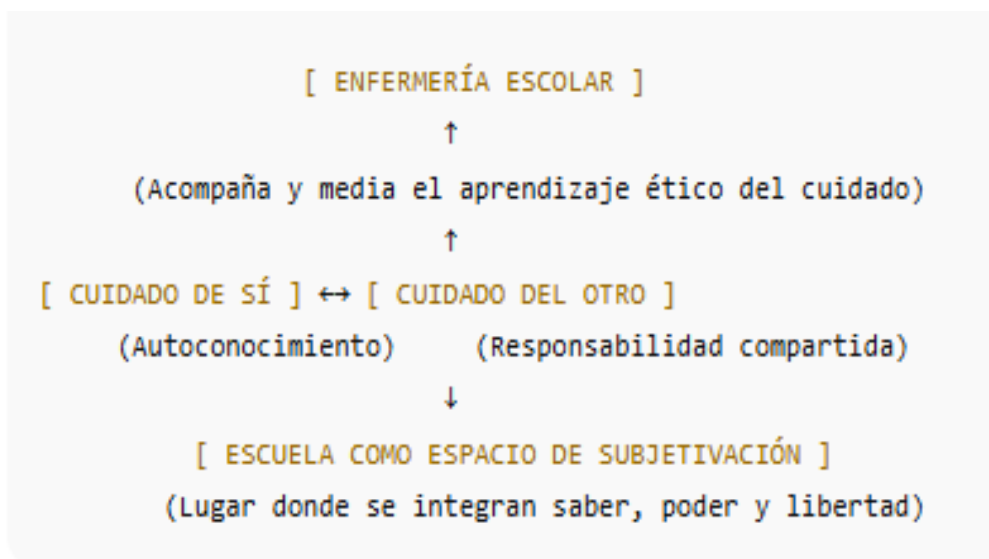 [ ENFERMERÍA ESCOLAR ]
↑
(Acompaña y media el aprendizaje ético del cuidado)
↑
[ CUIDADO DE SÍ ] ↔ [ CUIDADO DEL OTRO ]
(Autoconocimiento) (Responsabilidad compartida)
↓
[ ESCUELA COMO ESPACIO DE SUBJETIVACIÓN ]
(Lugar donde se integran saber, poder y libertad)